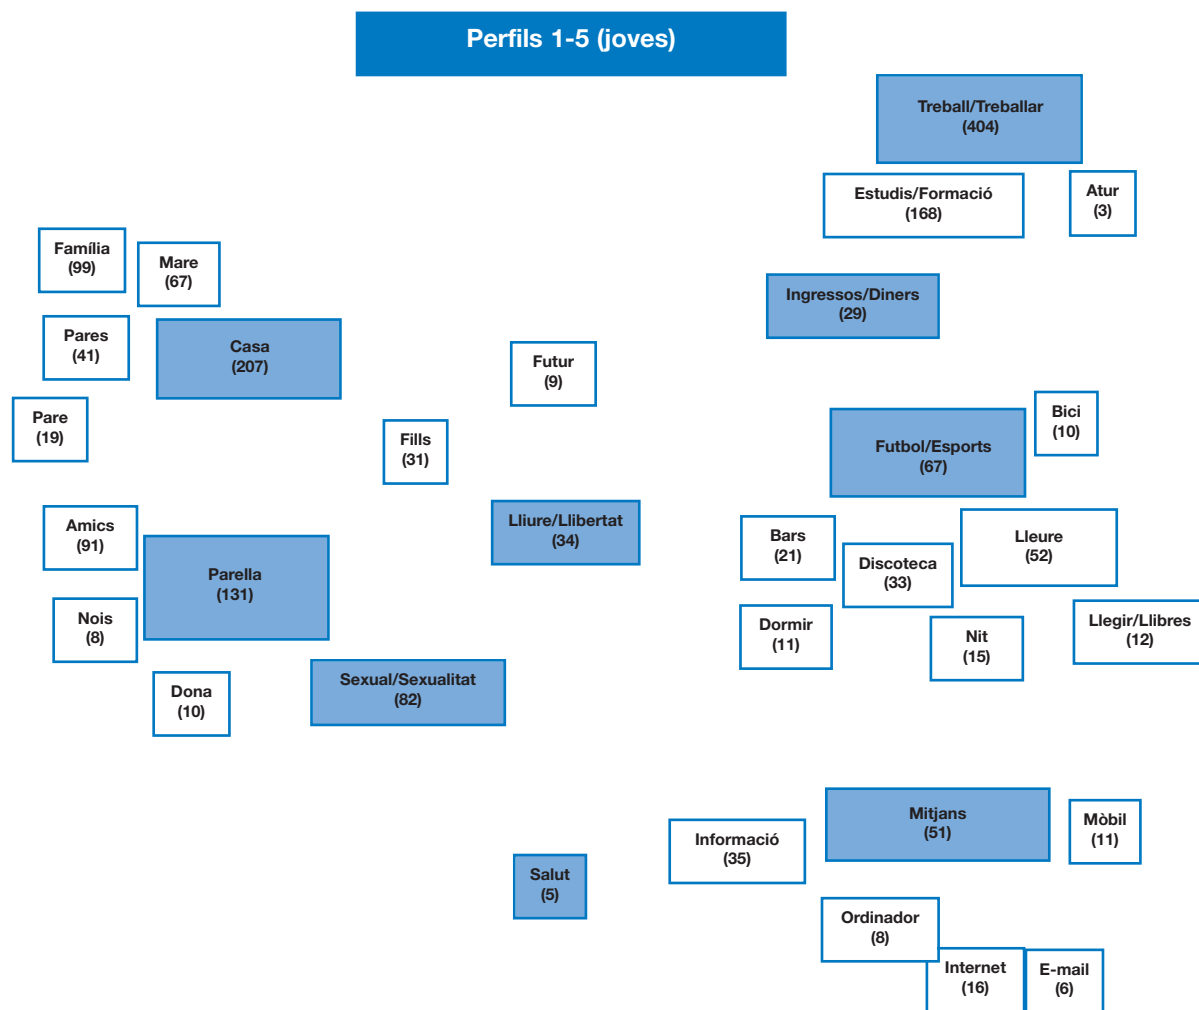 Perfils 1-5 (joves)
Treball/Treballar
(404)
Estudis/Formació
(168)
Atur
(3)
Família
(99)
Mare
(67)
Ingressos/Diners
(29)
Pares
(41)
Casa
(207)
Futur
(9)
Pare
(19)
Fills
(31)
Bici
(10)
Futbol/Esports
(67)
Amics
(91)
Lliure/Llibertat
(34)
Bars
(21)
Lleure
(52)
Discoteca
(33)
Parella
(131)
Nois
(8)
Dormir
(11)
Nit
(15)
Llegir/Llibres
(12)
Dona
(10)
Sexual/Sexualitat
(82)
Mitjans
(51)
Mòbil
(11)
Informació
(35)
Salut
(5)
Ordinador
(8)
Internet
(16)
E-mail
(6)